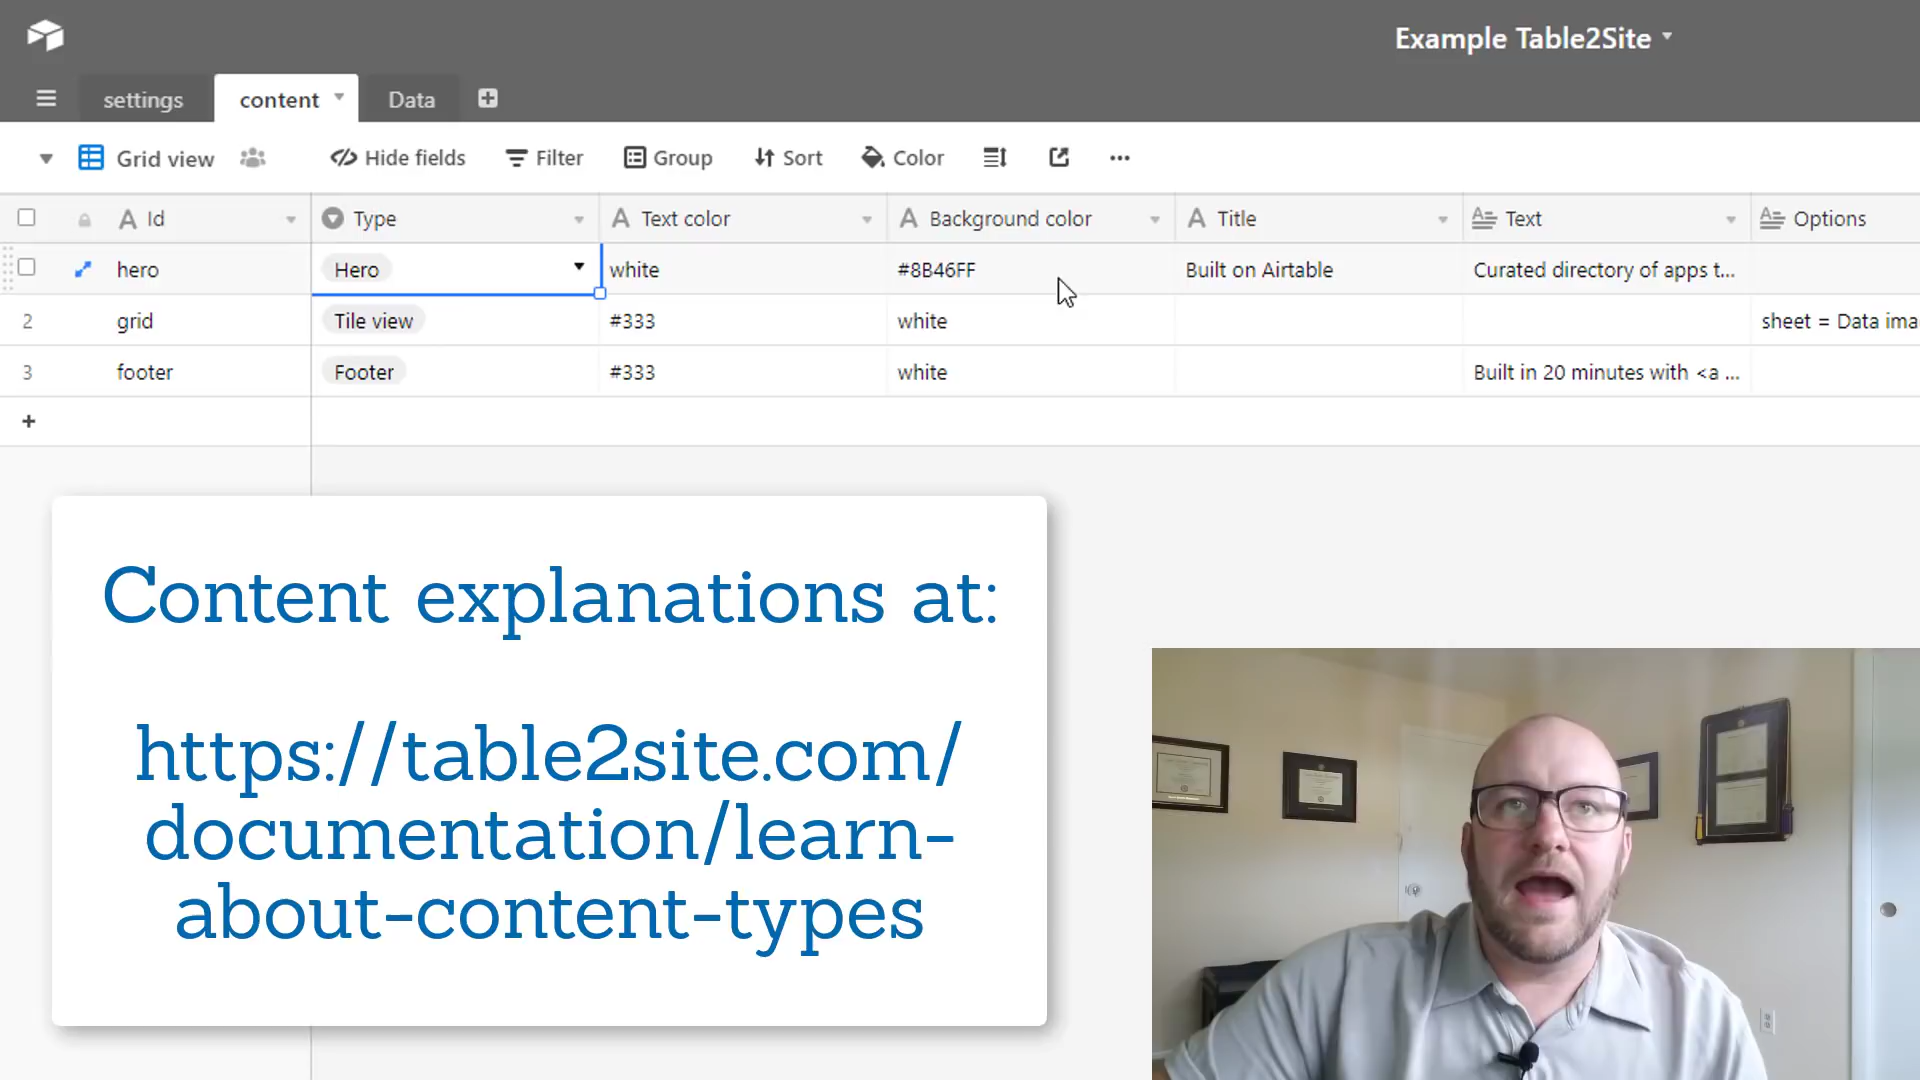 Example Table2Site
settings content Data
Grid view Hide fields Filter Group Sort Color ...
Id Type Text color Background color Title Text Options
hero Hero white #8B46FF Built on Airtable Curated directory of apps t...
2 grid Tile view #333 white sheet = Data ima
3 footer Footer #333 white Built in 20 minutes with <a ...
+
Content explanations at:
https://table2site.com/
documentation/learn-
about-content-types